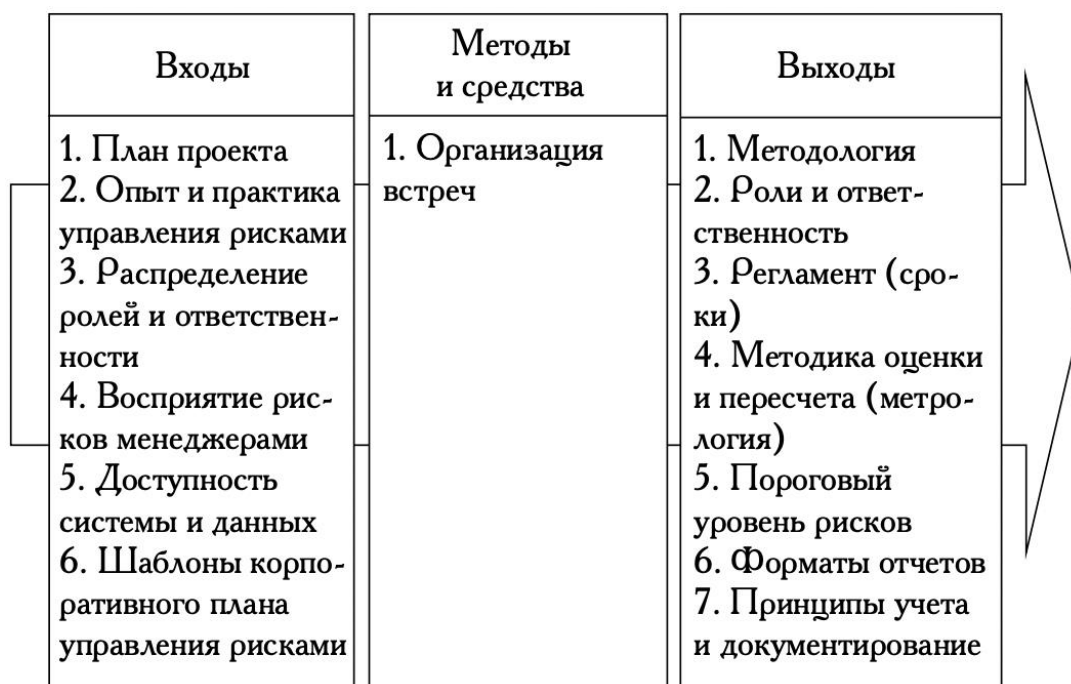 Входы
1. План проекта
2. Опыт и практика
управления рисками
3. Распределение
ролей и ответствен-
ности
4. Восприятие рис-
ков менеджерами
5. Доступность
системы и данных
6. Шаблоны корпо-
ративного плана
управления рисками
Методы
и средства
1. Организация
встреч
Выходы
1. Методология
2. Роли и ответ-
ственность
3. Регламент (сро-
ки)
4. Методика оценки
и пересчета (метро-
логия)
5. Пороговый
уровень рисков
6. Форматы отчетов
7. Принципы учета
и документирование